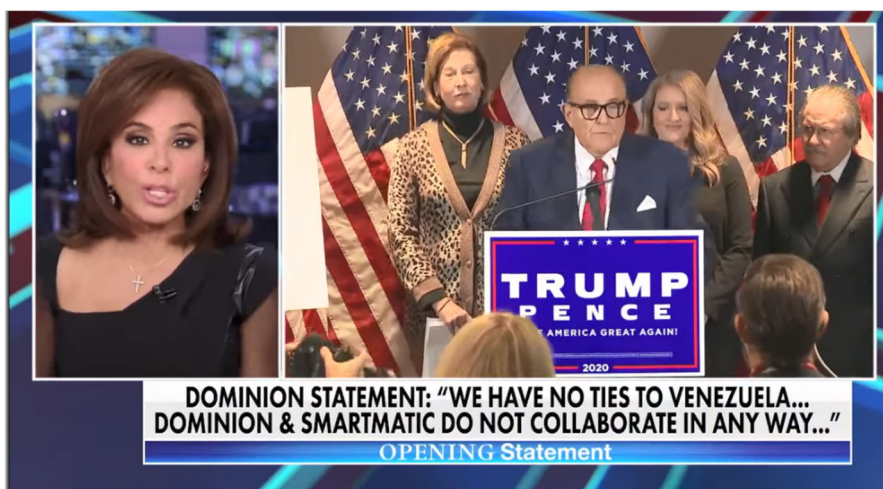 TRUMP
PENCE
AMERICA GREAT AGAIN!
2020
DOMINION STATEMENT: “WE HAVE NO TIES TO VENEZUELA...
DOMINION & SMARTMATIC DO NOT COLLABORATE IN ANY WAY...”
OPENING Statement